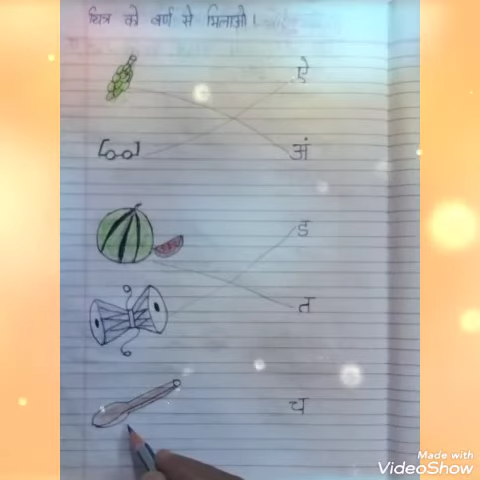 चित्र को वर्ण से मिलाओ।
ऐ
अं
ड
त
च
Made with
VideoShow